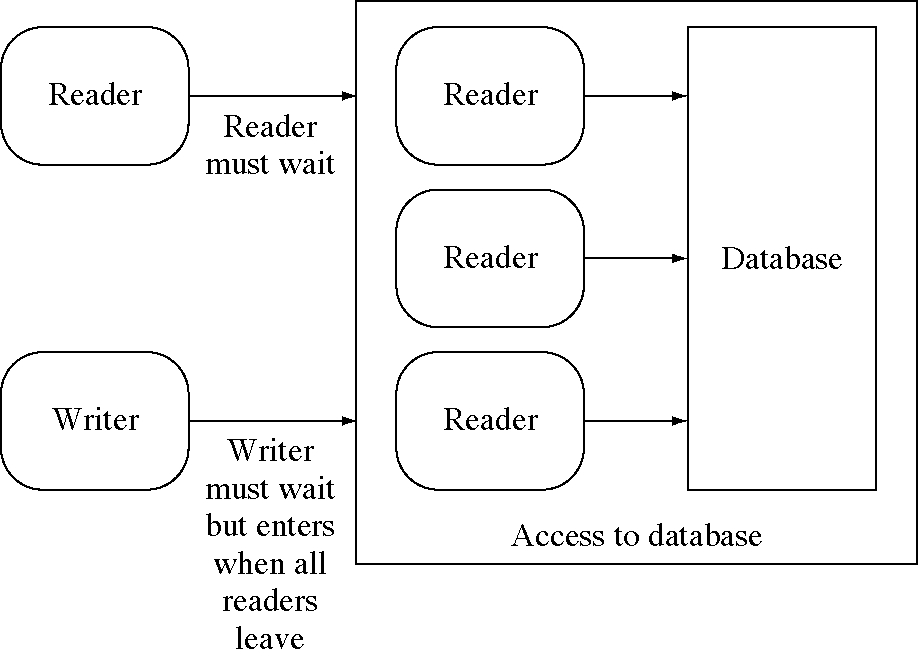 Reader
Reader
must wait
Writer
Writer
must wait
but enters
when all
readers
leave
Reader
Reader
Reader
Database
Access to database